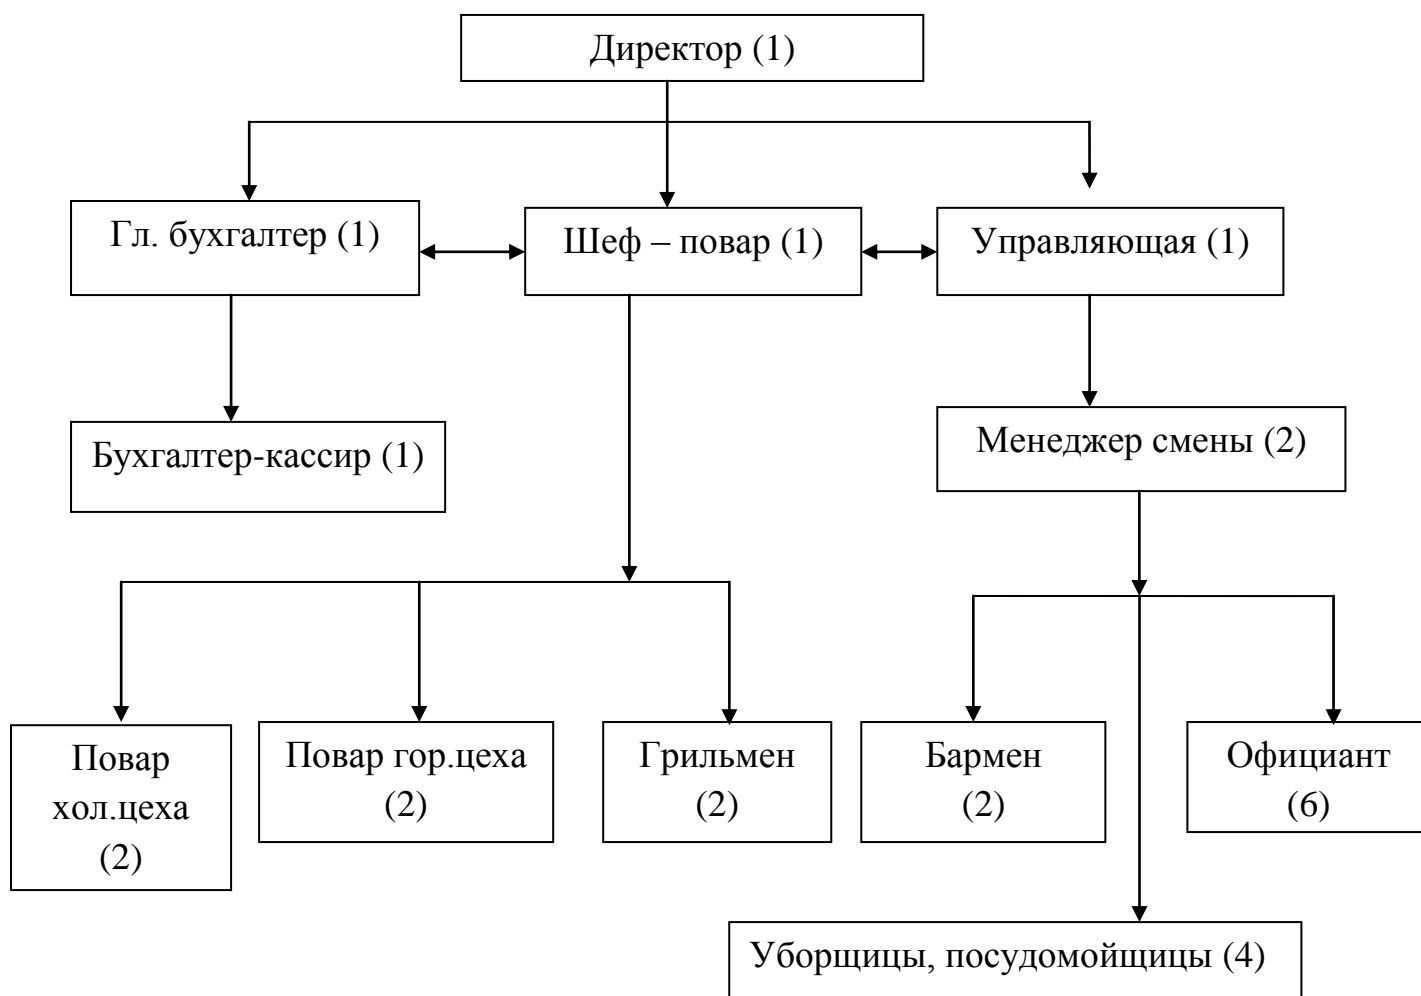 Директор (1)
Гл. бухгалтер (1)
Шеф – повар (1)
Управляющая (1)
Бухгалтер-кассир (1)
Менеджер смены (2)
Повар
хол.цеха
(2)
Повар гор.цеха
(2)
Грильмен
(2)
Бармен
(2)
Официант
(6)
Уборщицы, посудомойщицы (4)